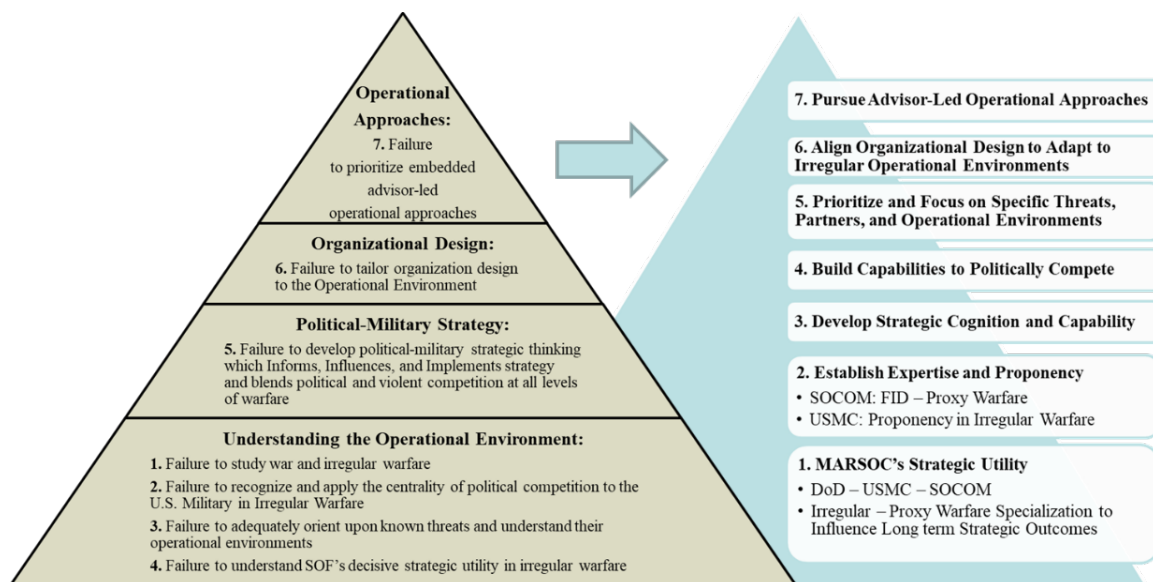 Operational
Approaches:
7. Failure
to prioritize embedded
advisor-led
operational approaches
Organizational Design:
6. Failure to tailor organization design
to the Operational Environment
Political-Military Strategy:
5. Failure to develop political-military strategic thinking
which Informs, Influences, and Implements strategy
and blends political and violent competition at all levels
of warfare
Understanding the Operational Environment:
1. Failure to study war and irregular warfare
2. Failure to recognize and apply the centrality of political competition to the
U.S. Military in Irregular Warfare
3. Failure to adequately orient upon known threats and understand their
operational environments
4. Failure to understand SOF's decisive strategic utility in irregular warfare
7. Pursue Advisor-Led Operational Approaches
6. Align Organizational Design to Adapt to
Irregular Operational Environments
5. Prioritize and Focus on Specific Threats,
Partners, and Operational Environments
4. Build Capabilities to Politically Compete
3. Develop Strategic Cognition and Capability
2. Establish Expertise and Proponency
• SOCOM: FID – Proxy Warfare
• USMC: Proponency in Irregular Warfare
1. MARSOC's Strategic Utility
• DoD – USMC – SOCOM
• Irregular – Proxy Warfare Specialization to
Influence Long term Strategic Outcomes